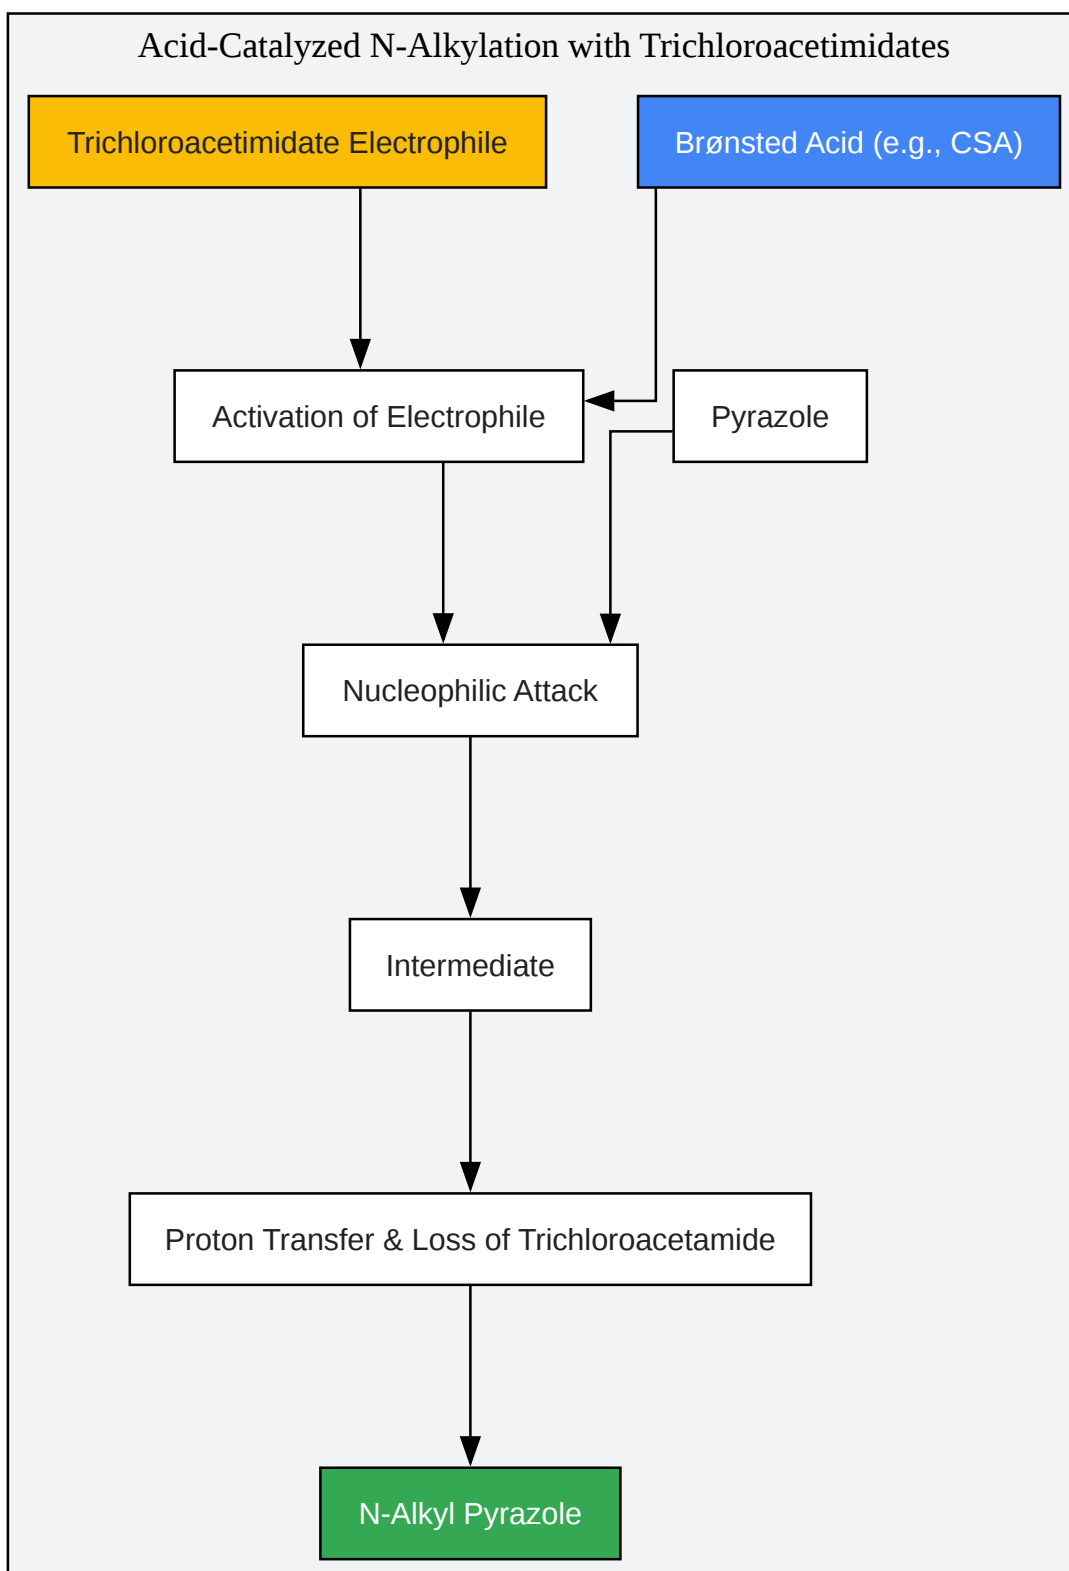 Acid-Catalyzed N-Alkylation with Trichloroacetimidates
Trichloroacetimidate Electrophile
Brønsted Acid (e.g., CSA)
Activation of Electrophile
Pyrazole
Nucleophilic Attack
Intermediate
Proton Transfer & Loss of Trichloroacetamide
N-Alkyl Pyrazole